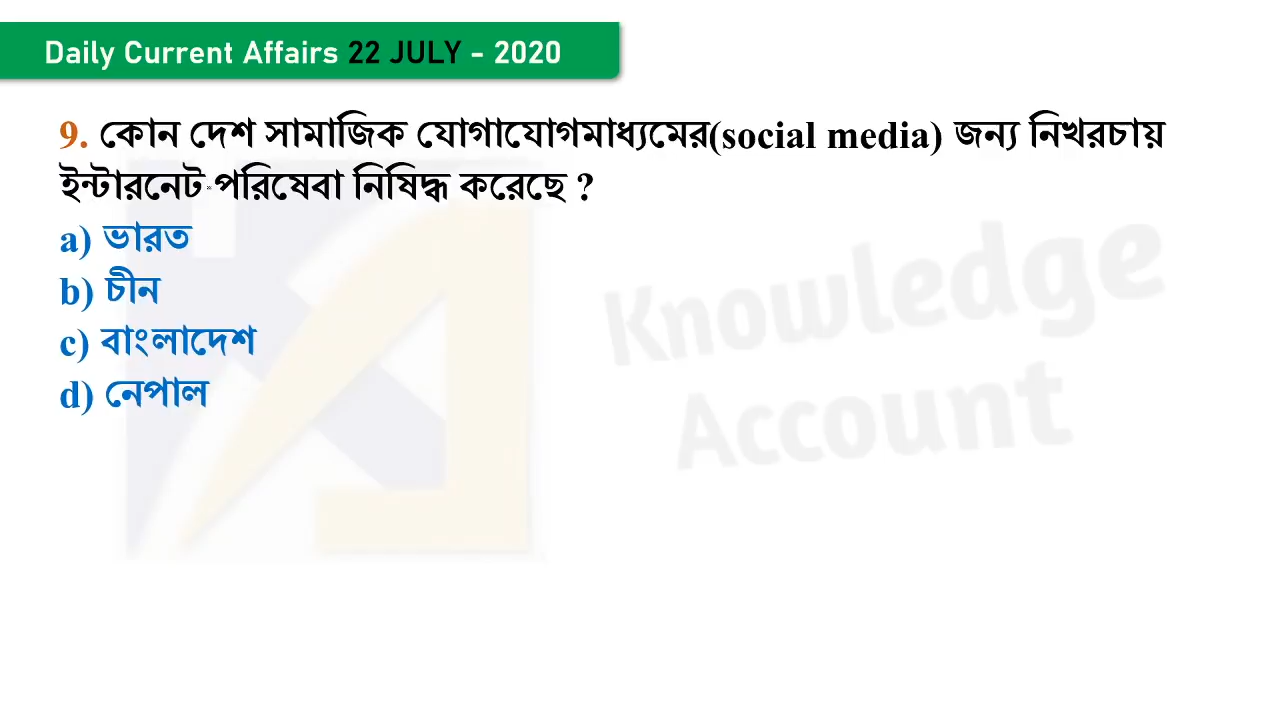 Daily Current Affairs 22 JULY - 2020
9. কোন দেশ সামাজিক যোগাযোগমাধ্যমের(social media) জন্য নিখরচায়
ইন্টারনেট পরিষেবা নিষিদ্ধ করেছে ?
a) ভারত
b) চীন
c) বাংলাদেশ
d) নেপাল
Knowledge
Account